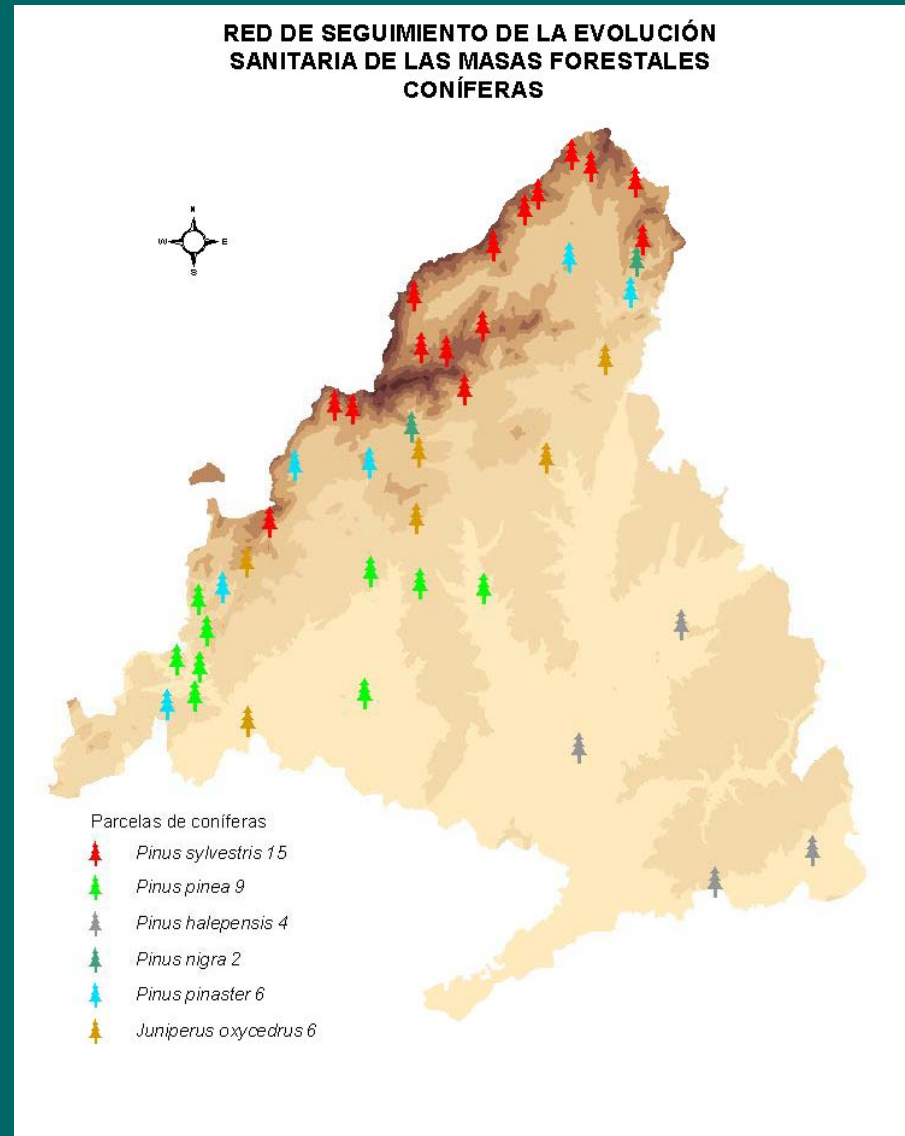 RED DE SEGUIMIENTO DE LA EVOLUCIÓN
SANITARIA DE LAS MASAS FORESTALES
CONÍFERAS
N
W E
S
Parcelas de coníferas
Pinus sylvestris 15
Pinus pinea 9
Pinus halepensis 4
Pinus nigra 2
Pinus pinaster 6
Juniperus oxycedrus 6